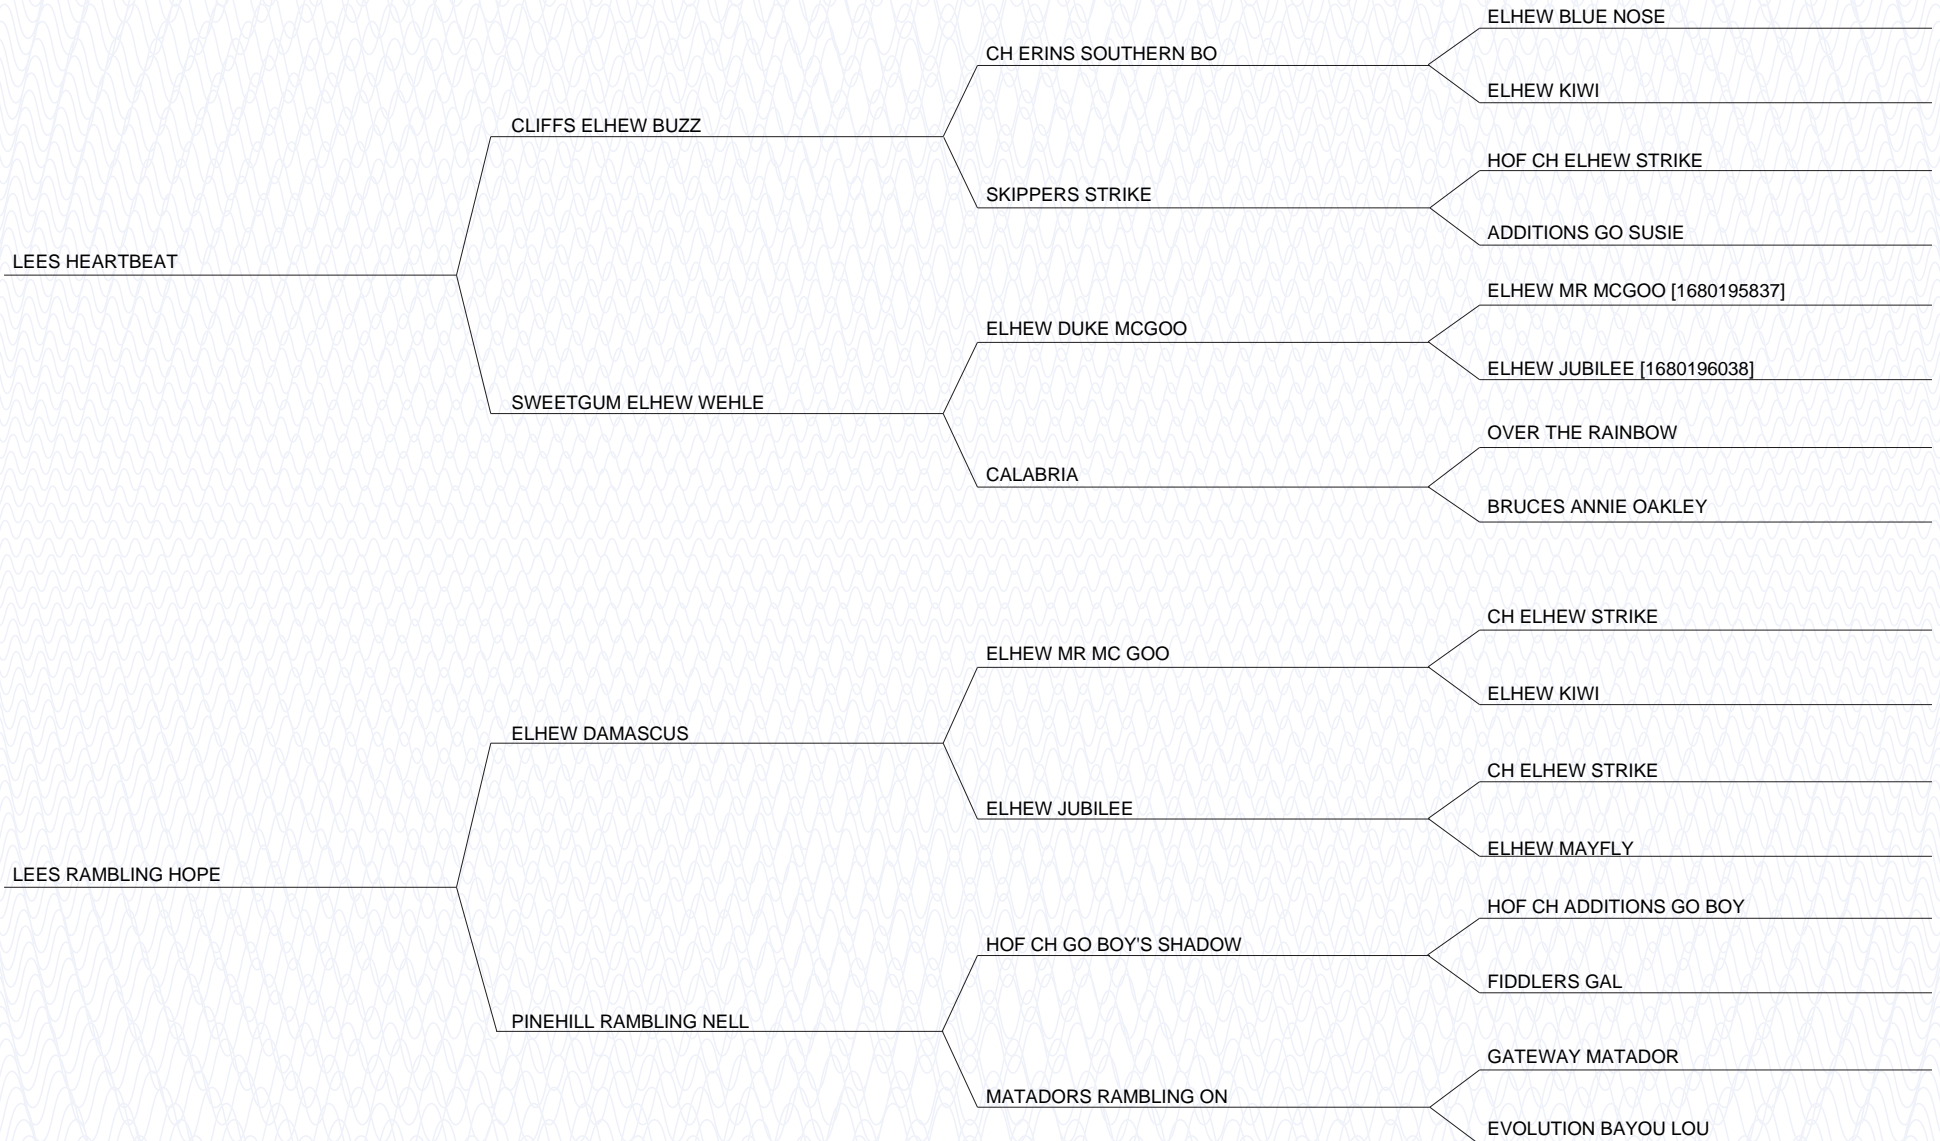 ELHEW BLUE NOSE
CH ERINS SOUTHERN BO
ELHEW KIWI
CLIFFS ELHEW BUZZ
HOF CH ELHEW STRIKE
SKIPPERS STRIKE
ADDITIONS GO SUSIE
LEES HEARTBEAT
ELHEW MR MCGOO [1680195837]
ELHEW DUKE MCGOO
ELHEW JUBILEE [1680196038]
SWEETGUM ELHEW WEHLE
OVER THE RAINBOW
CALABRIA
BRUCES ANNIE OAKLEY
CH ELHEW STRIKE
ELHEW MR MC GOO
ELHEW KIWI
ELHEW DAMASCUS
CH ELHEW STRIKE
ELHEW JUBILEE
ELHEW MAYFLY
LEES RAMBLING HOPE
HOF CH ADDITIONS GO BOY
HOF CH GO BOY'S SHADOW
FIDDLERS GAL
PINEHILL RAMBLING NELL
GATEWAY MATADOR
MATADORS RAMBLING ON
EVOLUTION BAYOU LOU